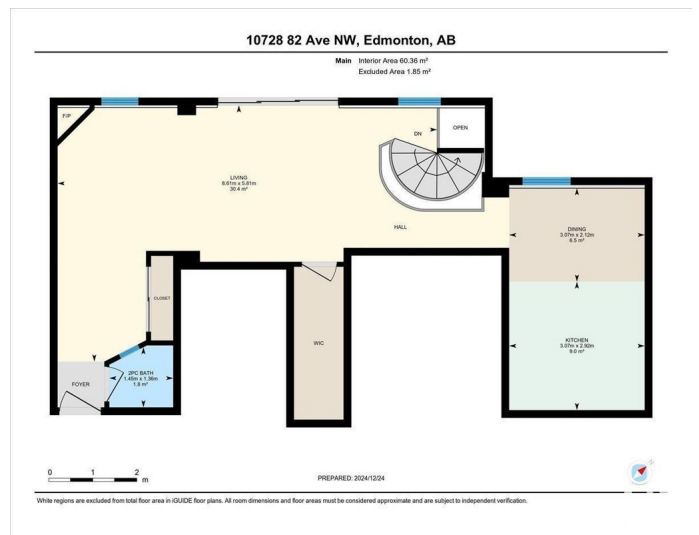 10728 82 Ave NW, Edmonton, AB
Main Interior Area 60.36 m²
Excluded Area 1.85 m²
F/P
DN
OPEN
LIVING
8.61m x 5.81m
30.4 m²
HALL
DINING
3.07m x 2.12m
6.5 m²
CLOSET
WIC
KITCHEN
3.07m x 2.92m
9.0 m²
2PC BATH
1.45m x 1.36m
1.8 m²
FOYER
0 1 2
m
PREPARED: 2024/12/24
N
White regions are excluded from total floor area in iGUIDE floor plans. All room dimensions and floor areas must be considered approximate and are subject to independent verification.